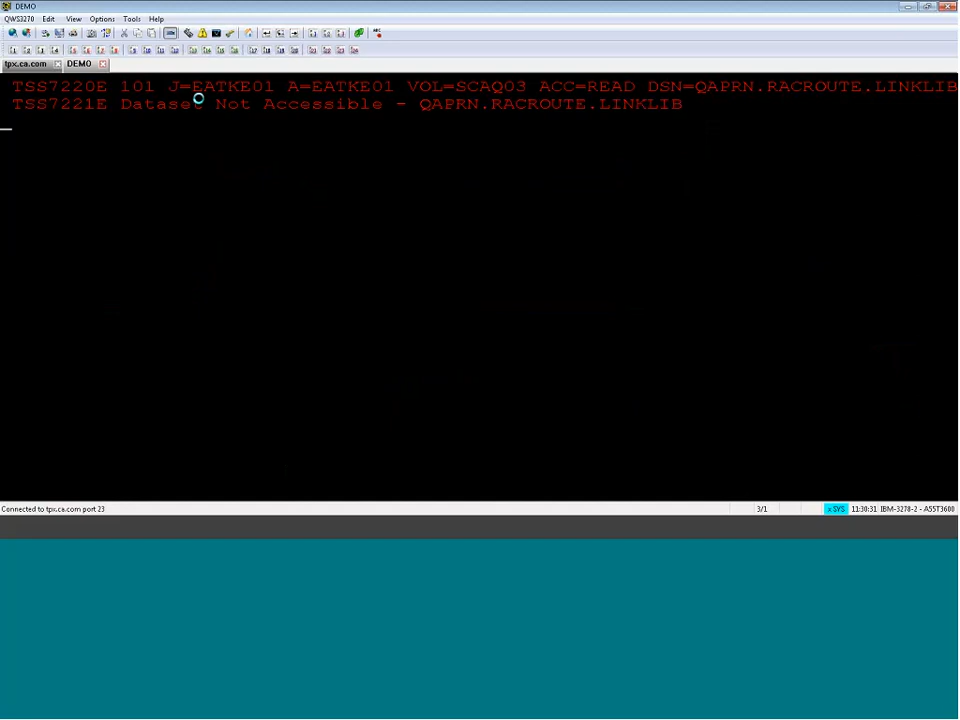 DEMO
QWS3270 Edit View Options Tools Help
tpx.ca.com DEMO
TSS7220E 101 J=EATKE01 A=EATKE01 VOL=SCAQ03 ACC=READ DSN=QAPRN.RACROUTE.LINKLIB
TSS7221E Dataset Not Accessible - QAPRN.RACROUTE.LINKLIB
Connected to tpx.ca.com port 23 3/1 x SYS 11:30:31 IBM-3278-2 - A55T3600